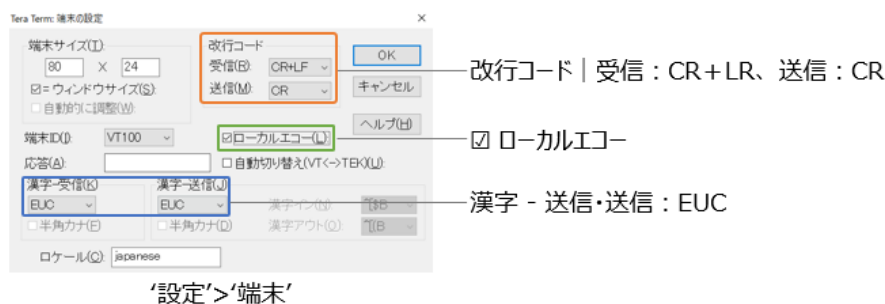 Tera Term: 端末の設定
×
端末サイズ(T):
80 X 24
☑= ウィンドウサイズ(S):
□自動的に調整(W):
改行コード
受信(R): CR+LF
送信(M): CR
OK
キャンセル
ヘルプ(H)
改行コード｜受信：CR＋LR、送信：CR
端末ID(I): VT100
☑ローカルエコー(L):
☑ ローカルエコー
応答(A):
□自動切り替え(VT<->TEK)(U):
漢字-受信(K)
EUC
□半角カナ(F)
漢字-送信(J)
EUC
□半角カナ(D)
漢字イン(N): ^[$B
漢字アウト(O): ^[(B
漢字 - 送信･送信：EUC
ロケール(C): japanese
‘設定’>‘端末’